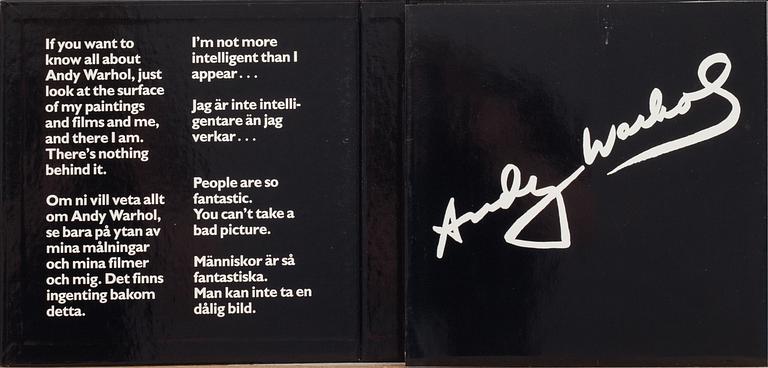 If you want to
know all about
Andy Warhol, just
look at the surface
of my paintings
and films and me,
and there I am.
There's nothing
behind it.
Om ni vill veta allt
om Andy Warhol,
se bara på ytan av
mina målningar
och mina filmer
och mig. Det finns
ingenting bakom
detta.
I'm not more
intelligent than I
appear...
Jag är inte intelli-
gentare än jag
verkar...
People are so
fantastic.
You can't take a
bad picture.
Människor är så
fantastiska.
Man kan inte ta en
dålig bild.
Andy Warhol